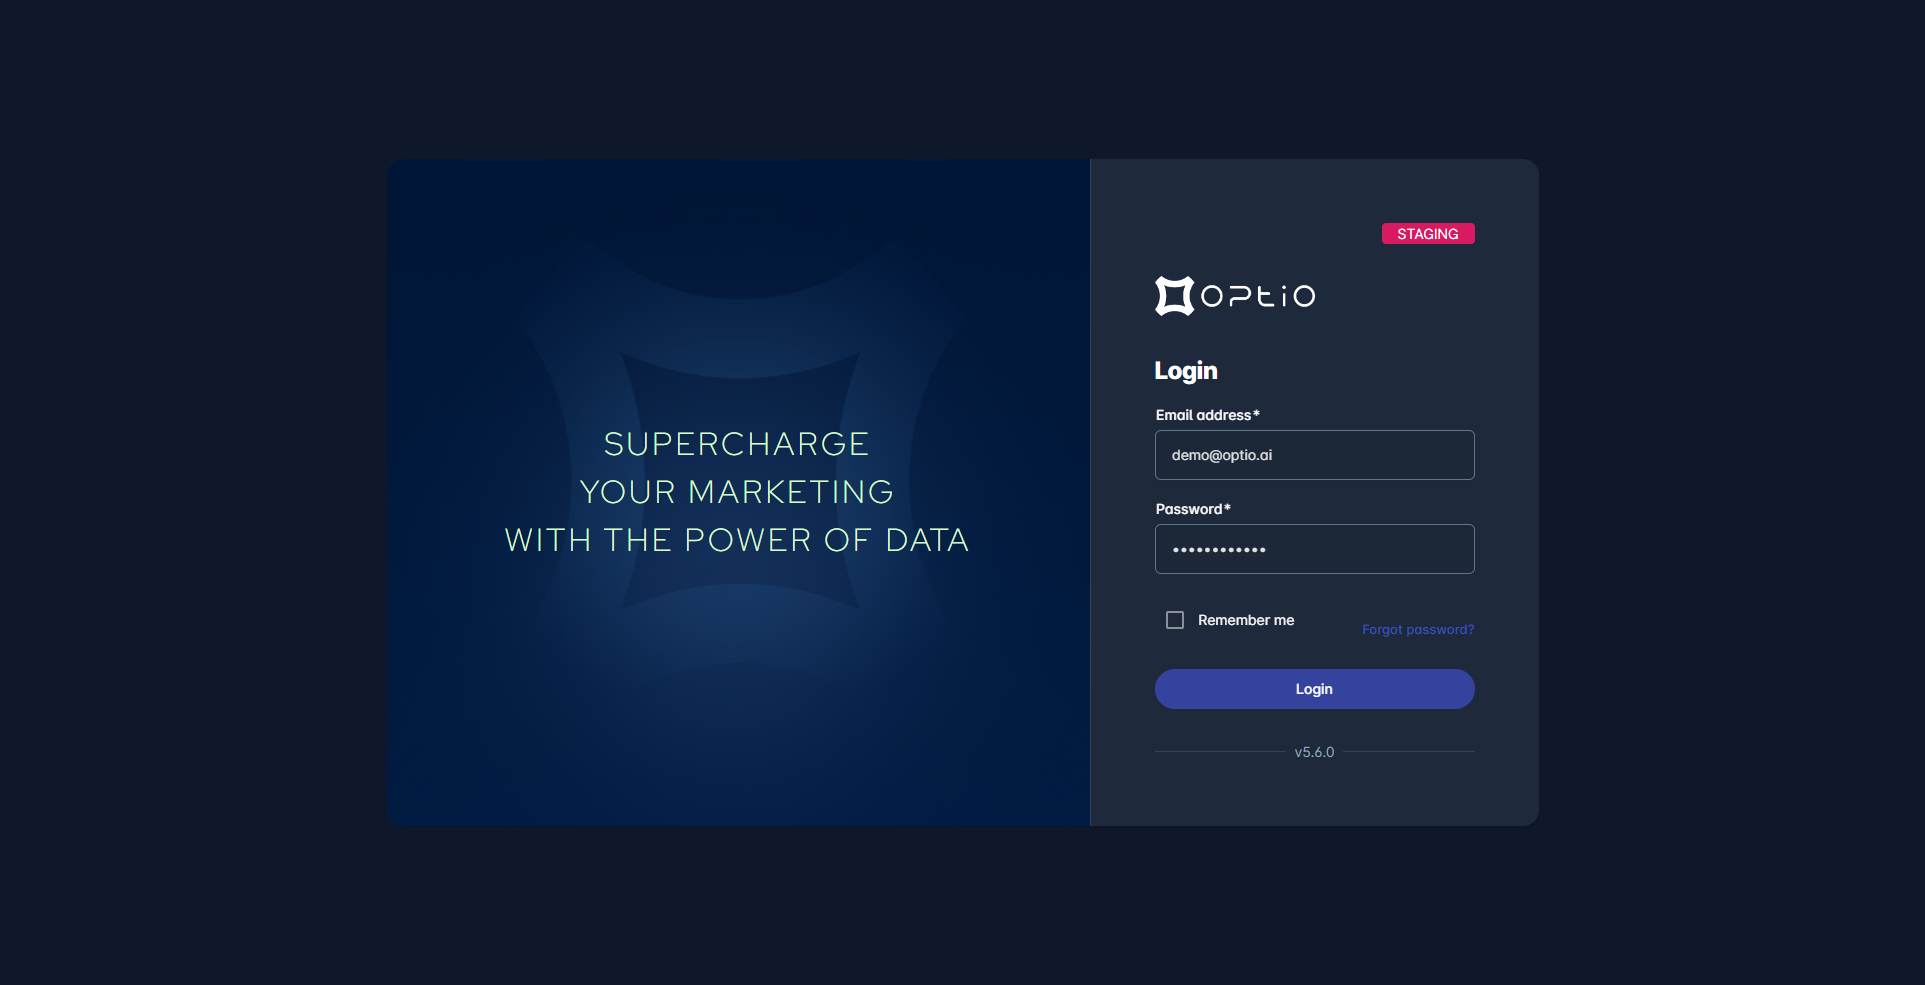 SUPERCHARGE
YOUR MARKETING
WITH THE POWER OF DATA
STAGING
optio
Login
Email address*
demo@optio.ai
Password*
••••••••••••
Remember me
Forgot password?
Login
v5.6.0